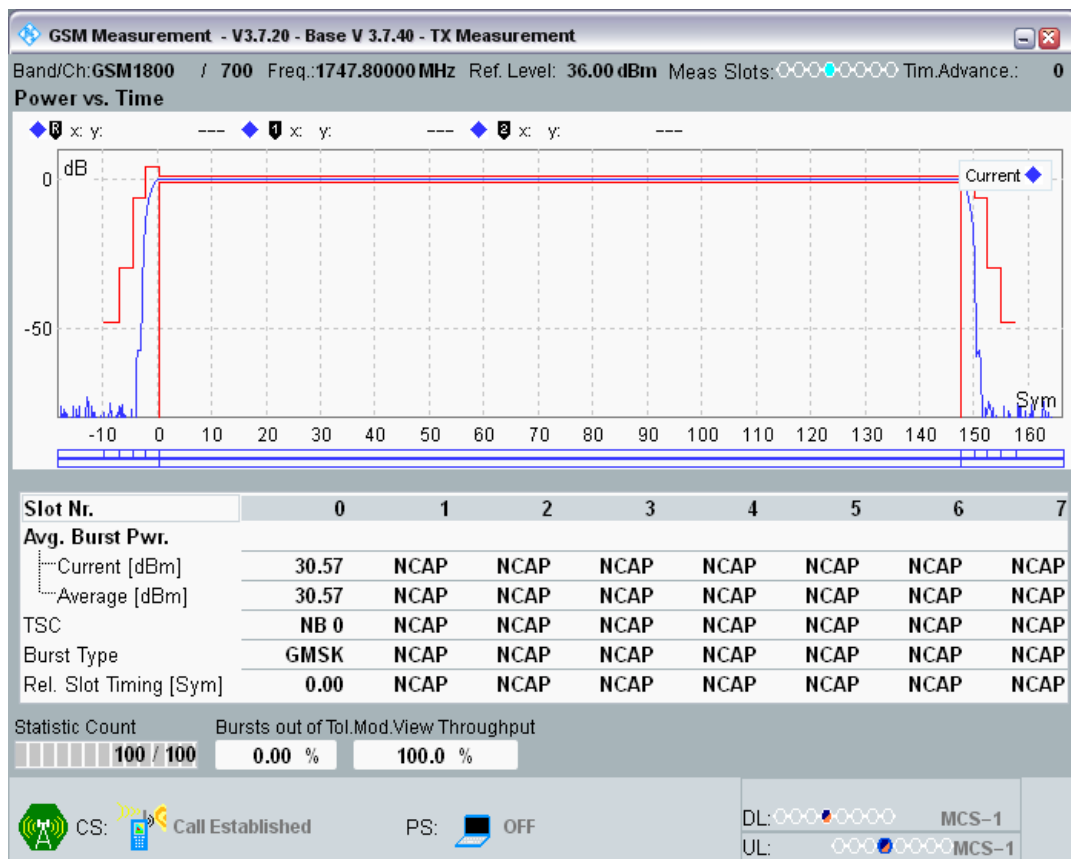 GSM Measurement - V3.7.20 - Base V 3.7.40 - TX Measurement
Band/Ch:GSM1800 / 700 Freq.:1747.80000 MHz Ref. Level: 36.00 dBm Meas Slots: Tim.Advance.: 0
Power vs. Time
R x: y: --- 1 x: y: --- 2 x: y: ---
dB
Current
0
-50
Sym
-10 0 10 20 30 40 50 60 70 80 90 100 110 120 130 140 150 160
Slot Nr. 0 1 2 3 4 5 6 7
Avg. Burst Pwr.
Current [dBm] 30.57 NCAP NCAP NCAP NCAP NCAP NCAP NCAP
Average [dBm] 30.57 NCAP NCAP NCAP NCAP NCAP NCAP NCAP
TSC NB 0 NCAP NCAP NCAP NCAP NCAP NCAP NCAP
Burst Type GMSK NCAP NCAP NCAP NCAP NCAP NCAP NCAP
Rel. Slot Timing [Sym] 0.00 NCAP NCAP NCAP NCAP NCAP NCAP NCAP
Statistic Count Bursts out of Tol.Mod.View Throughput
100 / 100 0.00 % 100.0 %
CS: Call Established PS: OFF
DL: MCS-1
UL: MCS-1